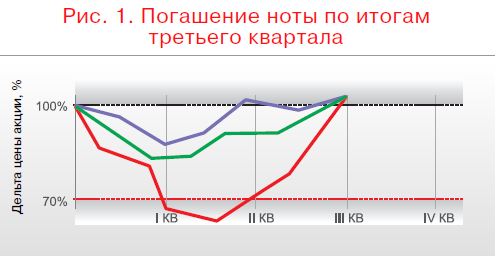 Рис. 1. Погашение ноты по итогам
третьего квартала
Дельта цены акции, %
100%
70%
I КВ
II КВ
III КВ
IV КВ